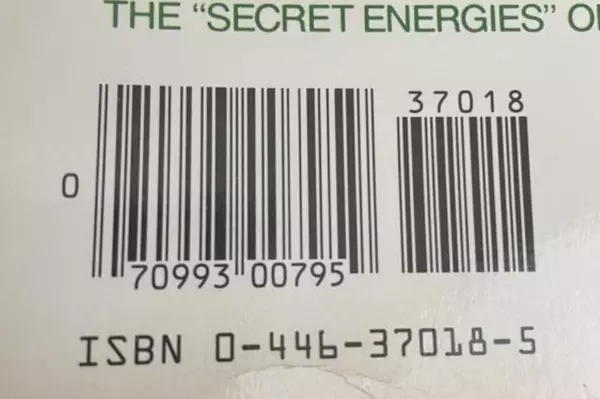 THE “SECRET ENERGIES”
37018
0
70993 00795
ISBN 0-446-37018-5